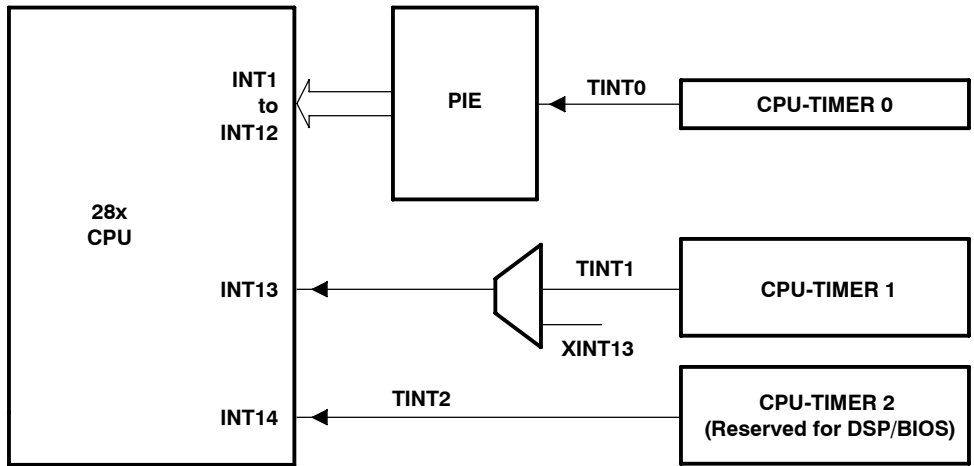 INT1
to
INT12
PIE
TINT0
CPU-TIMER 0
28x
CPU
INT13
TINT1
CPU-TIMER 1
XINT13
INT14
TINT2
CPU-TIMER 2
(Reserved for DSP/BIOS)